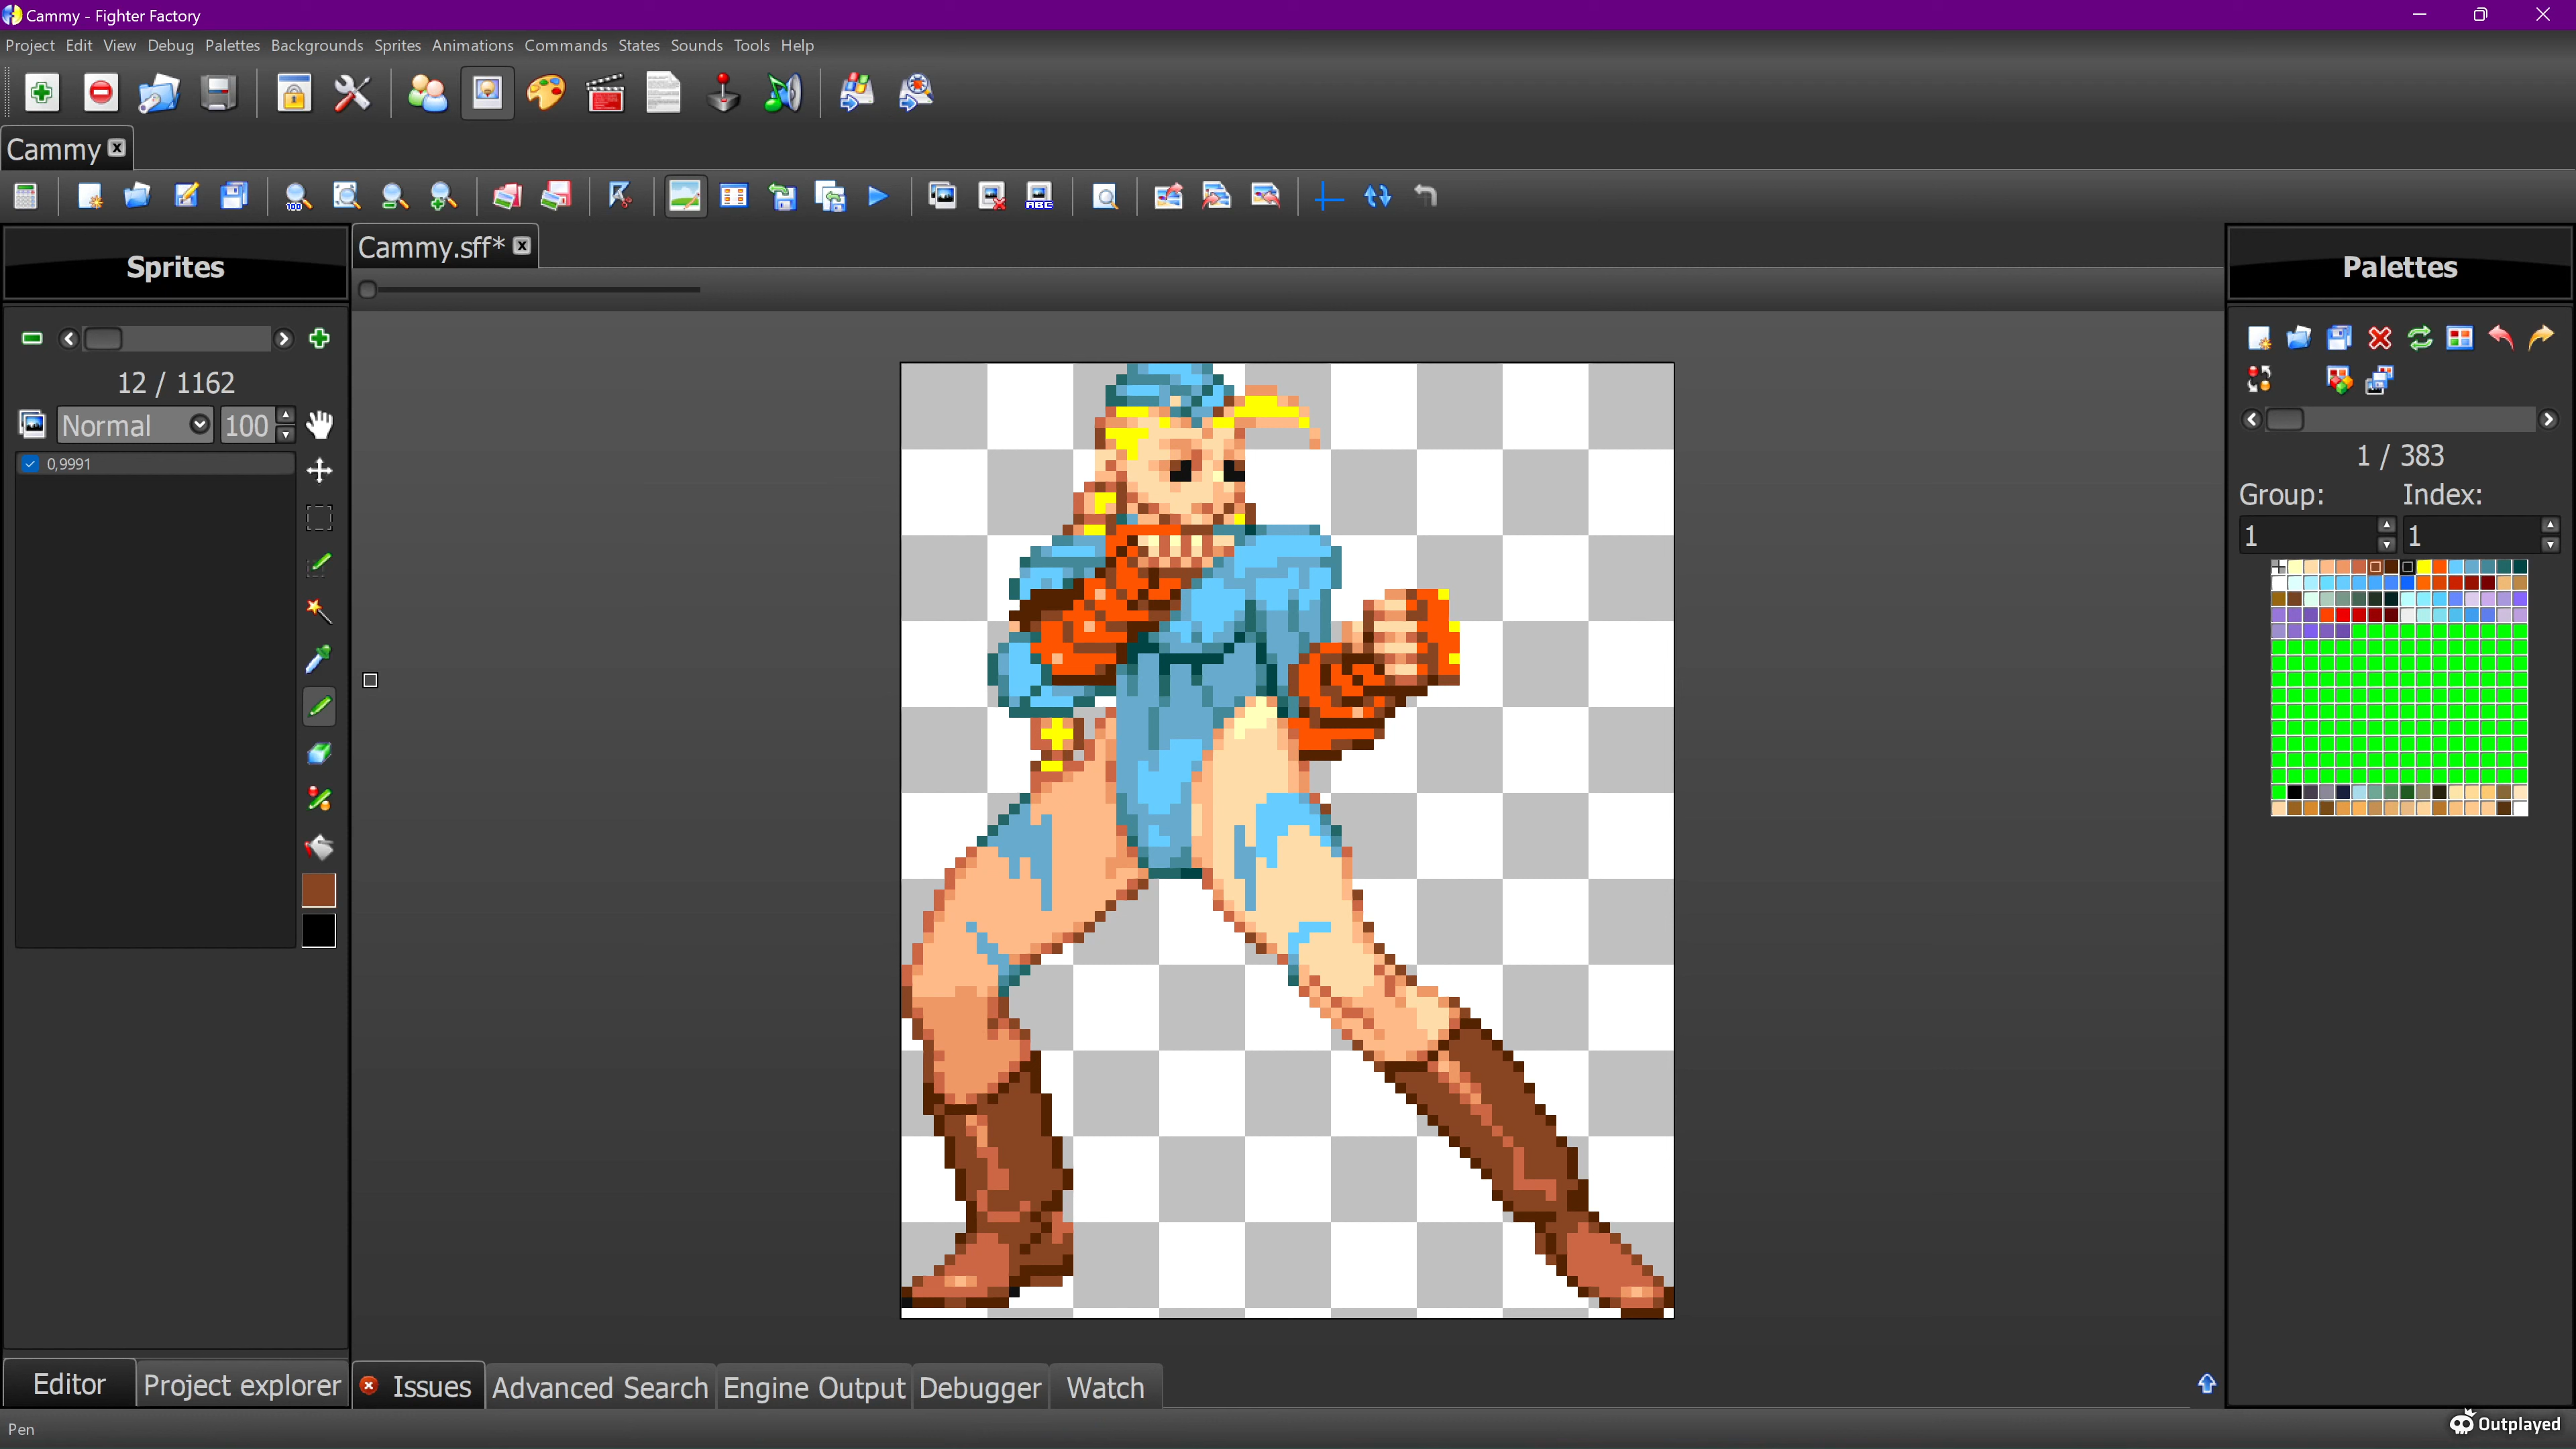 Cammy - Fighter Factory
Project Edit View Debug Palettes Backgrounds Sprites Animations Commands States Sounds Tools Help
Cammy
100
ABC
Sprites
Cammy.sff*
Palettes
12 / 1162
Normal 100
0,9991
1 / 383
Group: Index:
1 1
Editor Project explorer Issues Advanced Search Engine Output Debugger Watch
Pen
Outplayed